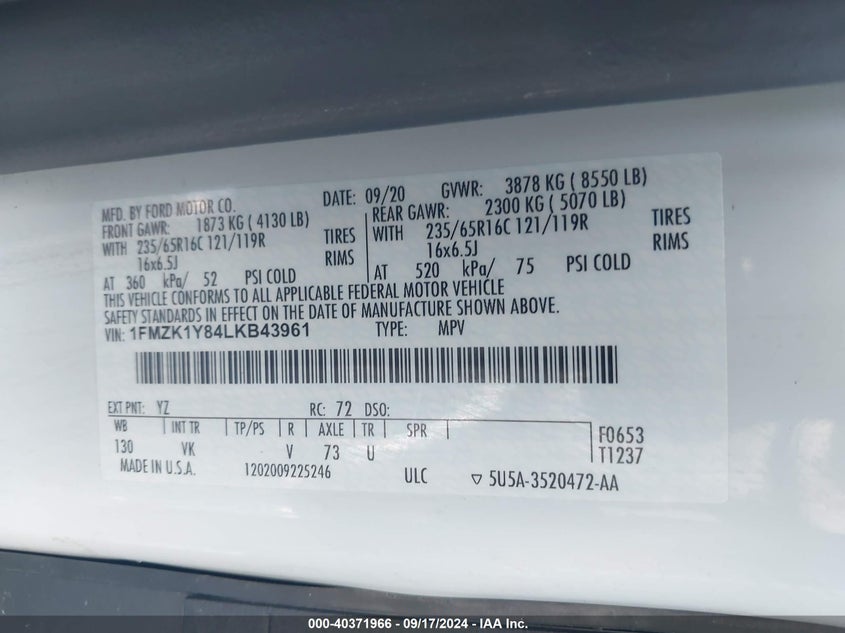 MFD. BY FORD MOTOR CO. DATE: 09/20 GVWR: 3878 KG ( 8550 LB)
FRONT GAWR: 1873 KG ( 4130 LB) REAR GAWR: 2300 KG ( 5070 LB)
WITH 235/65R16C 121/119R TIRES WITH 235/65R16C 121/119R TIRES
16x6.5J RIMS 16x6.5J RIMS
AT 360 kPa/ 52 PSI COLD AT 520 kPa/ 75 PSI COLD
THIS VEHICLE CONFORMS TO ALL APPLICABLE FEDERAL MOTOR VEHICLE
SAFETY STANDARDS IN EFFECT ON THE DATE OF MANUFACTURE SHOWN ABOVE.
VIN: 1FMZK1Y84LKB43961 TYPE: MPV
EXT PNT: YZ RC: 72 DSO:
WB INT TR TP/PS R AXLE TR SPR F0653
130 VK V 73 U T1237
MADE IN U.S.A. 1202009225246 ULC ▽ 5U5A-3520472-AA
000-40371966 - 09/17/2024 - IAA Inc.